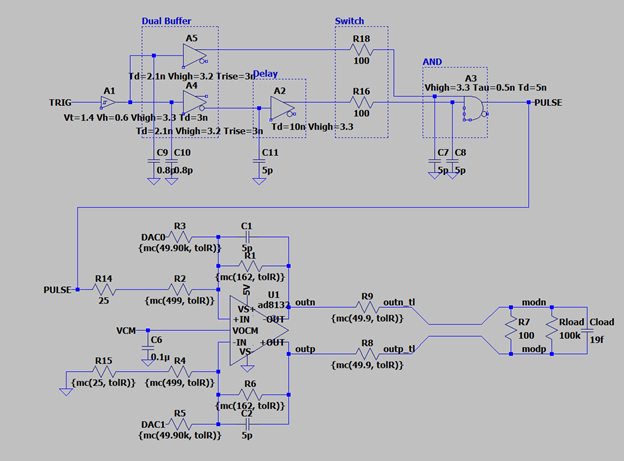 Dual Buffer
Switch
A5
R18
100
Td=2.1n Vhigh=3.2 Trise=3n
Delay
AND
A1
A4
A2
R16
100
A3
Vhigh=3.3 Tau=0.5n Td=5n
TRIG
PULSE
Vt=1.4 Vh=0.6 Vhigh=3.3 Td=3n
Td=2.1n Vhigh=3.2 Trise=3n
Td=10n Vhigh=3.3
C9
0.8p
C10
0.8p
C11
5p
C7
5p
C8
5p
DAC0
R3
{mc(49.90k, tolR)}
C1
5p
R1
{mc(162, tolR)}
PULSE
R14
25
R2
{mc(499, tolR)}
5V
U1
ad8132
VS+
+IN
-OUT
VOCM
-IN
+OUT
VS-
VCM
C6
0.1µ
outn
R9
{mc(49.9, tolR)}
outn_tl
modn
R7
100
Rload
100k
Cload
19f
outp
R8
{mc(49.9, tolR)}
outp_tl
modp
R15
{mc(25, tolR)}
R4
{mc(499, tolR)}
R6
{mc(162, tolR)}
DAC1
R5
{mc(49.90k, tolR)}
C2
5p